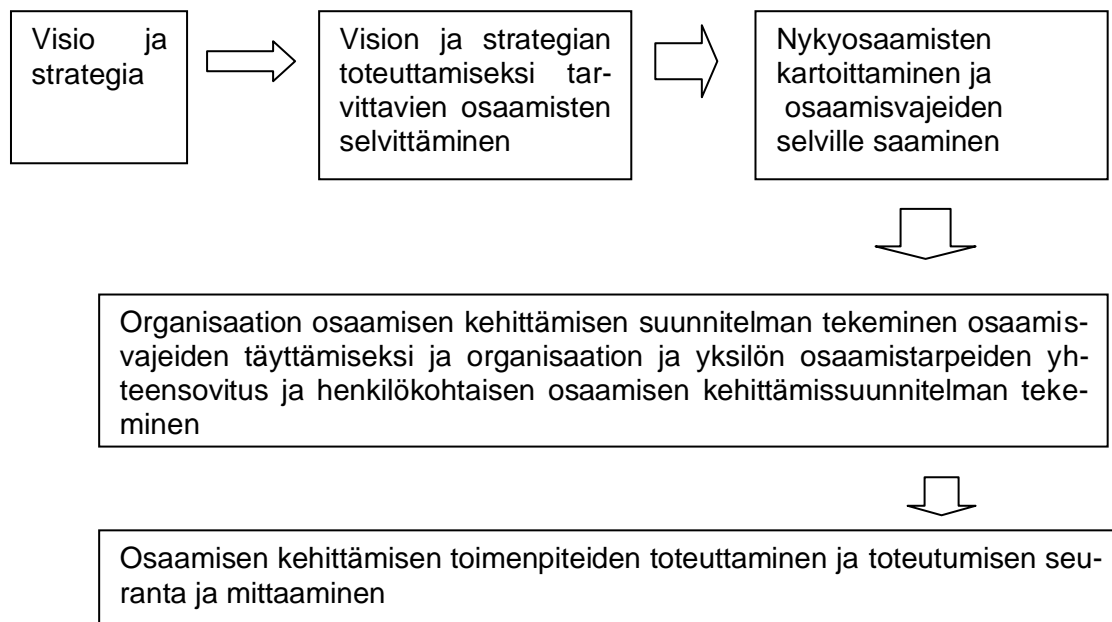 Visio ja
strategia
Vision ja strategian
toteuttamiseksi tar-
vittavien osaamisten
selvittäminen
Nykyosaamisten
kartoittaminen ja
osaamisvajeiden
selville saaminen
Organisaation osaamisen kehittämisen suunnitelman tekeminen osaamis-
vajeiden täyttämiseksi ja organisaation ja yksilön osaamistarpeiden yh-
teensovitus ja henkilökohtaisen osaamisen kehittämissuunnitelman teke-
minen
Osaamisen kehittämisen toimenpiteiden toteuttaminen ja toteutumisen seu-
ranta ja mittaaminen